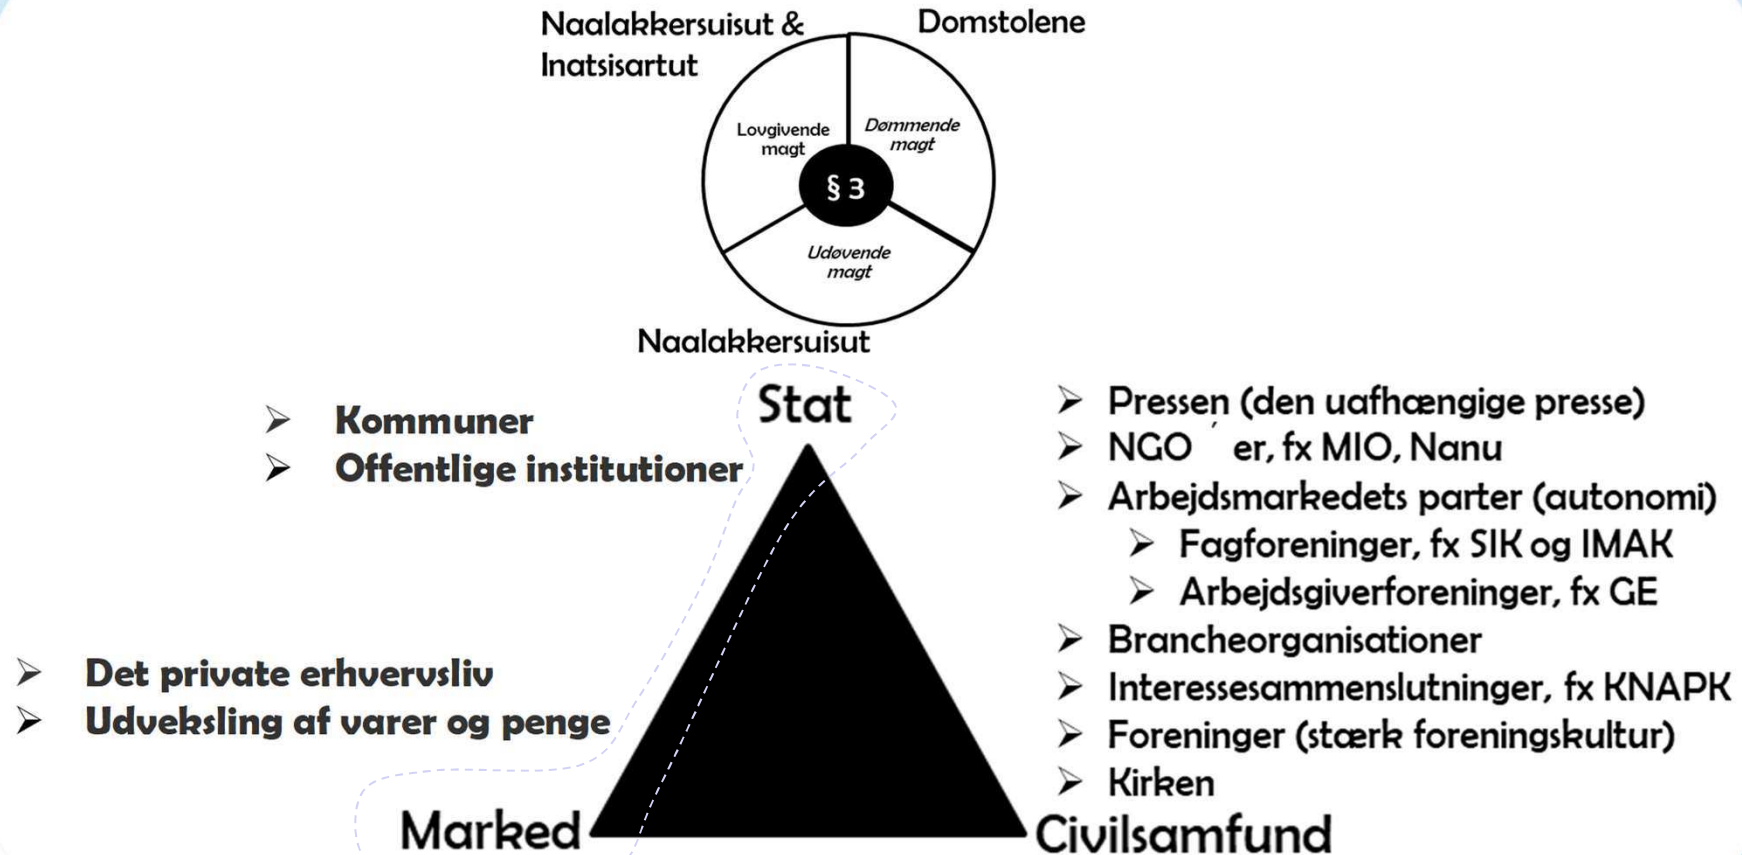 Naalakkersuisut &
Inatsisartut
Domstolene
Lovgivende
magt
Dømmende
magt
§ 3
Udøvende
magt
Naalakkersuisut
Stat
➢ Kommuner
➢ Offentlige institutioner
➢ Det private erhvervsliv
➢ Udveksling af varer og penge
Marked
➢ Pressen (den uafhængige presse)
➢ NGO ´ er, fx MIO, Nanu
➢ Arbejdsmarkedets parter (autonomi)
➢ Fagforeninger, fx SIK og IMAK
➢ Arbejdsgiverforeninger, fx GE
➢ Brancheorganisationer
➢ Interessesammenslutninger, fx KNAPK
➢ Foreninger (stærk foreningskultur)
➢ Kirken
Civilsamfund